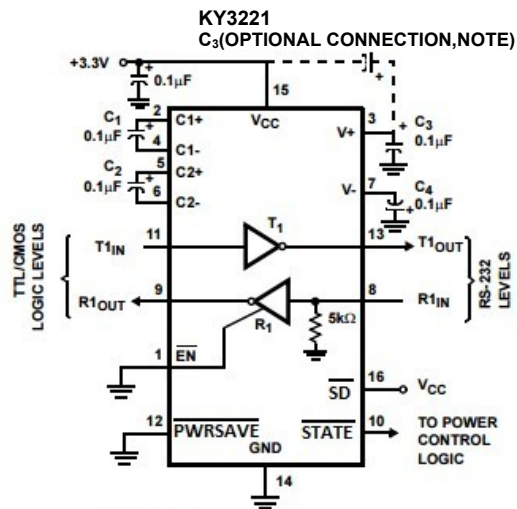 KY3221
C₃(OPTIONAL CONNECTION,NOTE)
+3.3V
+
0.1μF
+
15
VCC
2
C1+
C1
0.1μF
+
4
C1-
5
C2+
C2
0.1μF
+
6
C2-
3
V+
+
C3
0.1μF
7
V-
C4
0.1μF
+
TTL/CMOS
LOGIC LEVELS
T1IN
11
T1
13
T1OUT
R1OUT
9
R1
5kΩ
8
R1IN
RS-232
LEVELS
1
EN
SD
16
VCC
12
PWRSAVE
STATE
10
TO POWER
CONTROL
LOGIC
GND
14